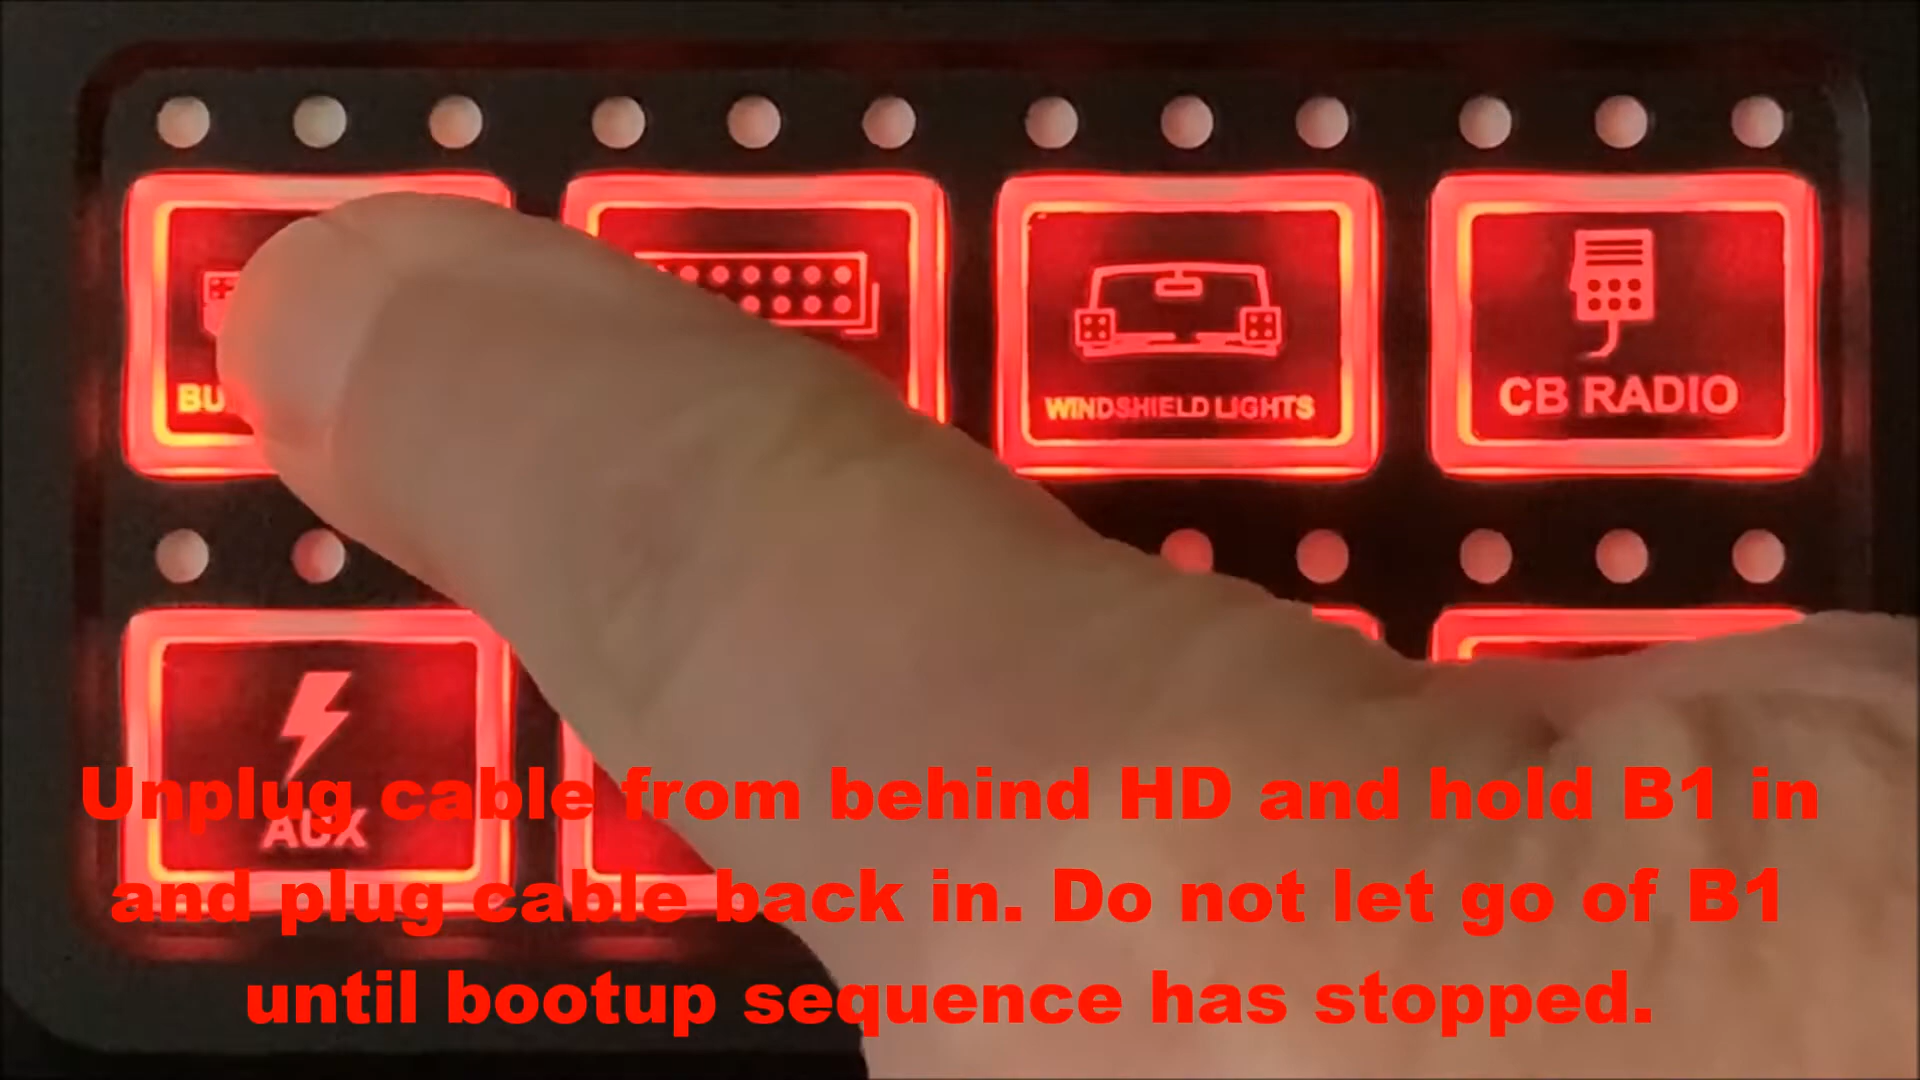 WINDSHIELD LIGHTS
CB RADIO
AUX
Unplug cable from behind HD and hold B1 in
and plug cable back in. Do not let go of B1
until bootup sequence has stopped.